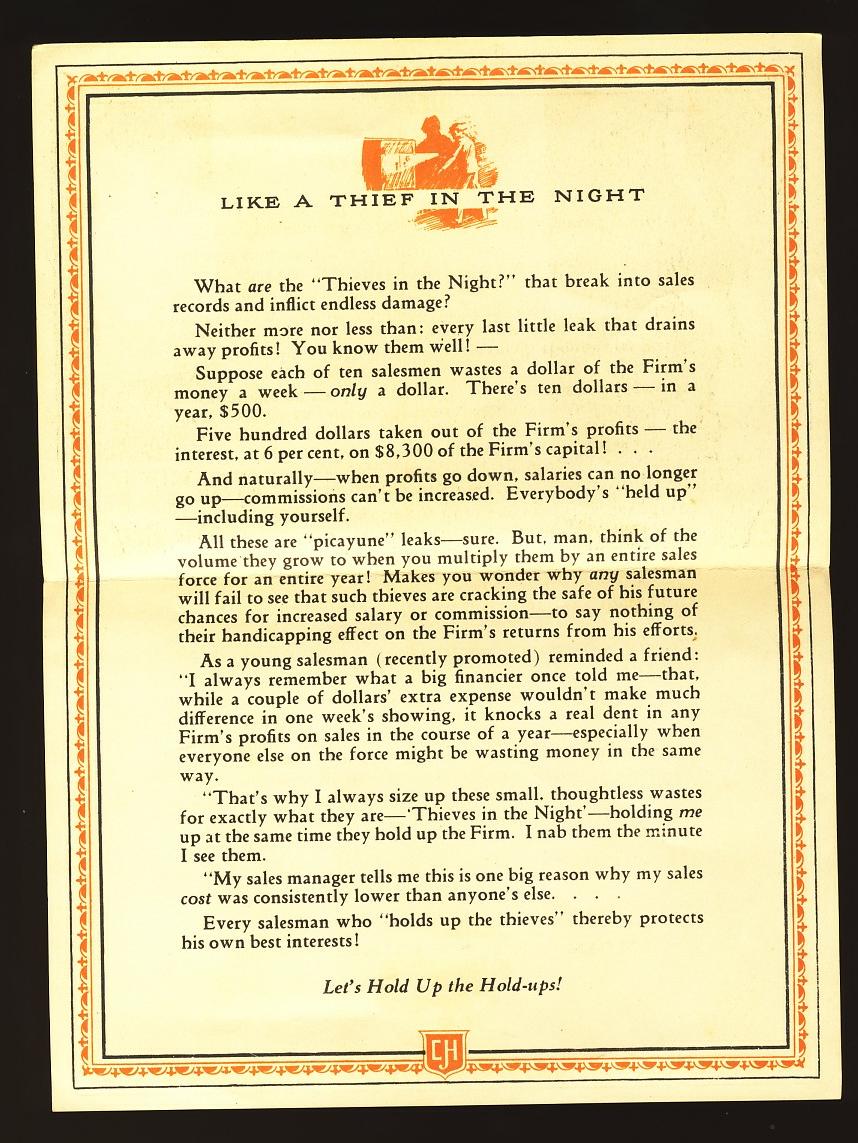 LIKE A THIEF IN THE NIGHT
What are the "Thieves in the Night?" that break into sales
records and inflict endless damage?
Neither more nor less than: every last little leak that drains
away profits! You know them well! —
Suppose each of ten salesmen wastes a dollar of the Firm's
money a week — only a dollar. There's ten dollars — in a
year, $500.
Five hundred dollars taken out of the Firm's profits — the
interest, at 6 per cent, on $8,300 of the Firm's capital! . . .
And naturally—when profits go down, salaries can no longer
go up—commissions can't be increased. Everybody's "held up"
—including yourself.
All these are "picayune" leaks—sure. But, man, think of the
volume they grow to when you multiply them by an entire sales
force for an entire year! Makes you wonder why any salesman
will fail to see that such thieves are cracking the safe of his future
chances for increased salary or commission—to say nothing of
their handicapping effect on the Firm's returns from his efforts.
As a young salesman (recently promoted) reminded a friend:
"I always remember what a big financier once told me—that,
while a couple of dollars' extra expense wouldn't make much
difference in one week's showing, it knocks a real dent in any
Firm's profits on sales in the course of a year—especially when
everyone else on the force might be wasting money in the same
way.
"That's why I always size up these small. thoughtless wastes
for exactly what they are—'Thieves in the Night'—holding me
up at the same time they hold up the Firm. I nab them the minute
I see them.
"My sales manager tells me this is one big reason why my sales
cost was consistently lower than anyone's else. . . .
Every salesman who "holds up the thieves" thereby protects
his own best interests!
Let's Hold Up the Hold-ups!
CJH